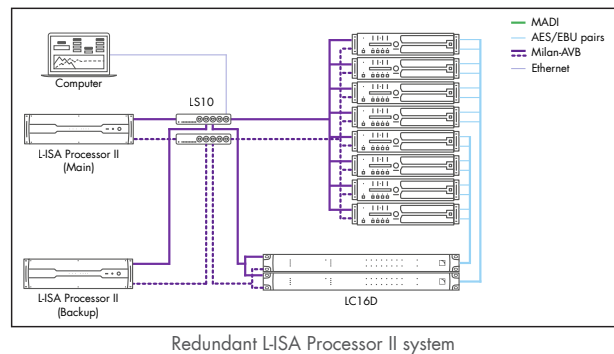 MADI
AES/EBU pairs
Milan-AVB
Ethernet
Computer
LS10
L-ISA Processor II
(Main)
L-ISA Processor II
(Backup)
LC16D
Redundant L-ISA Processor II system